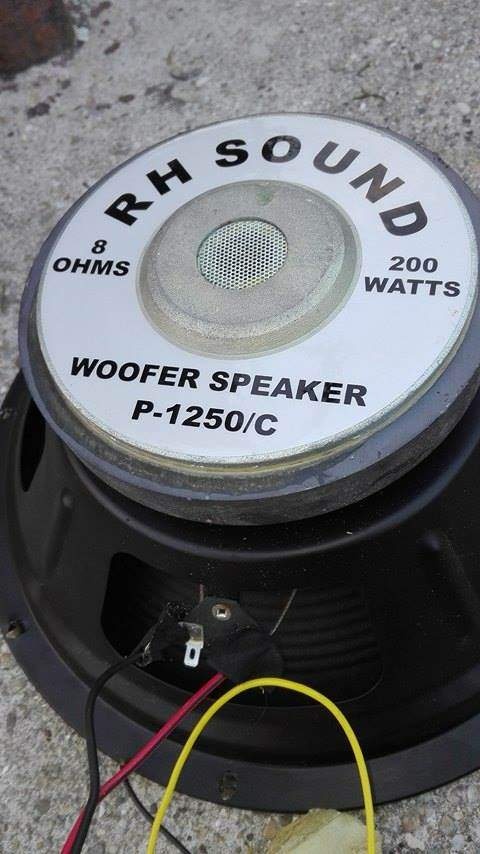 RH SOUND
8
OHMS
200
WATTS
WOOFER SPEAKER
P-1250/C